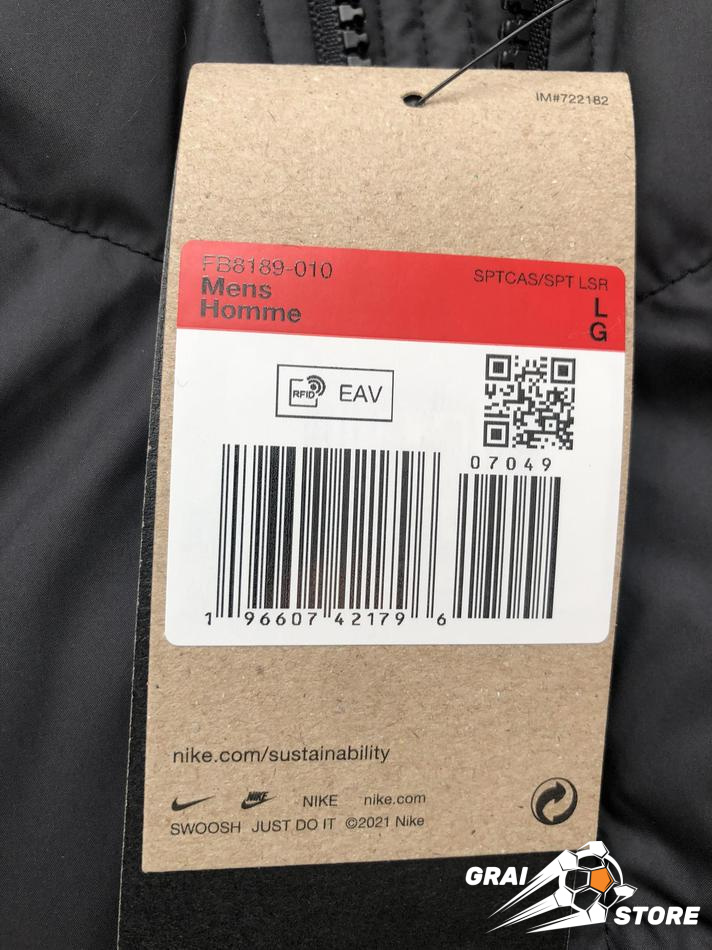 IM#722182
FB8189-010
SPTCAS/SPT LSR
Mens
L
Homme
G
RFID EAV
07049
1 96607 42179 6
nike.com/sustainability
NIKE NIKE nike.com
SWOOSH JUST DO IT ©2021 Nike
GRAI
STORE